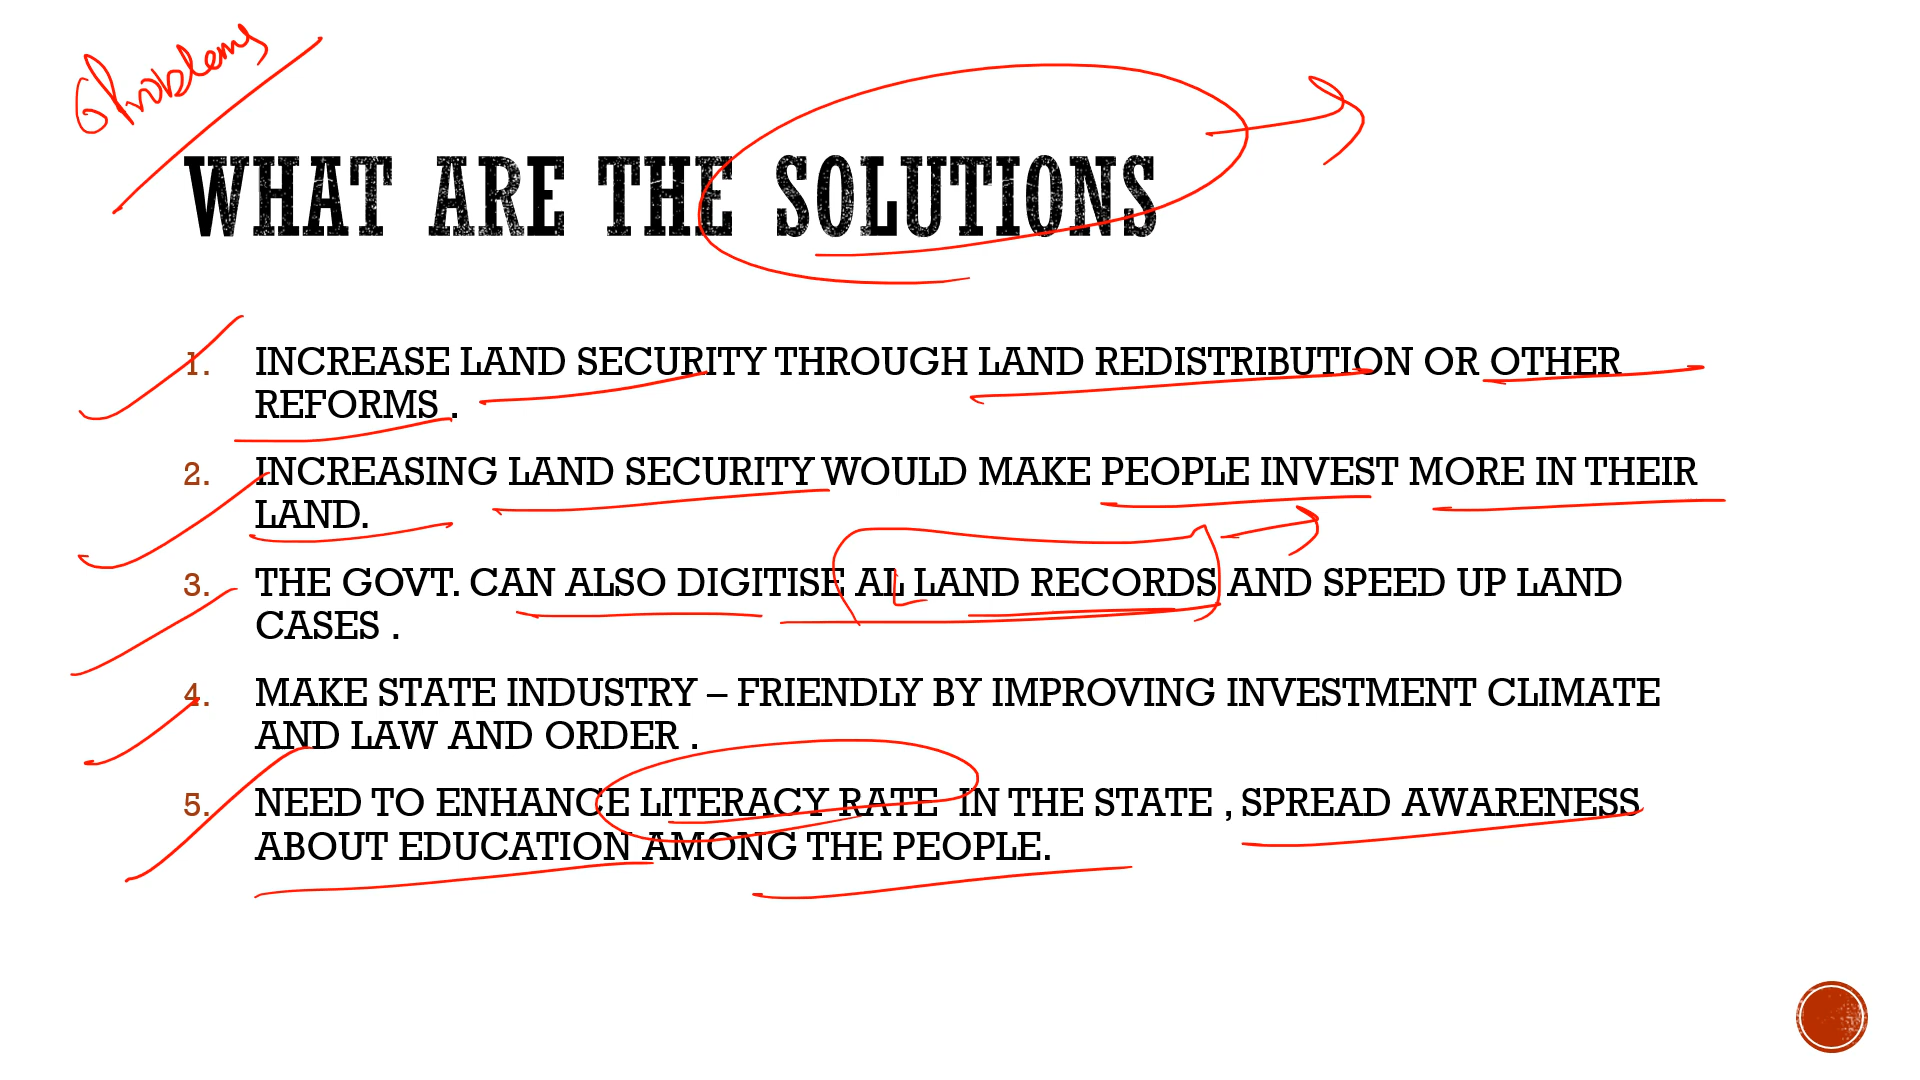 Problems
WHAT ARE THE SOLUTIONS
1. INCREASE LAND SECURITY THROUGH LAND REDISTRIBUTION OR OTHER
REFORMS .
2. INCREASING LAND SECURITY WOULD MAKE PEOPLE INVEST MORE IN THEIR
LAND.
3. THE GOVT. CAN ALSO DIGITISE AL LAND RECORDS AND SPEED UP LAND
CASES .
4. MAKE STATE INDUSTRY – FRIENDLY BY IMPROVING INVESTMENT CLIMATE
AND LAW AND ORDER .
5. NEED TO ENHANCE LITERACY RATE IN THE STATE , SPREAD AWARENESS
ABOUT EDUCATION AMONG THE PEOPLE.